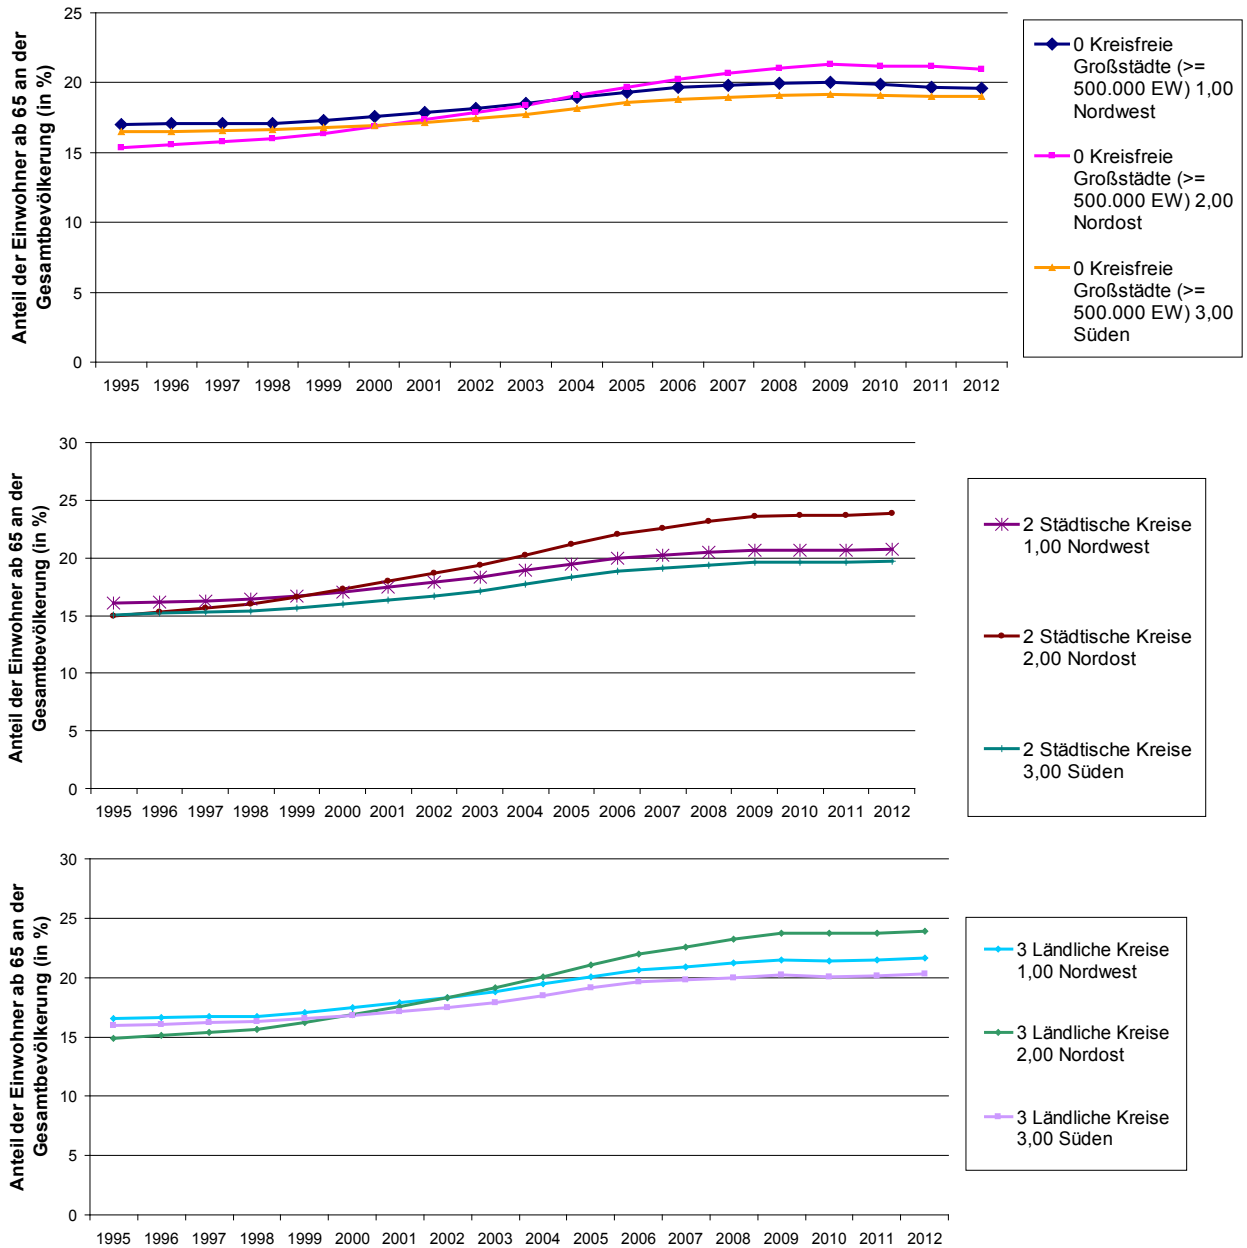 Anteil der Einwohner ab 65 an der
Gesamtbevölkerung (in %)
25
20
15
10
5
0
1995 1996 1997 1998 1999 2000 2001 2002 2003 2004 2005 2006 2007 2008 2009 2010 2011 2012
0 Kreisfreie
Großstädte (>=
500.000 EW) 1,00
Nordwest
0 Kreisfreie
Großstädte (>=
500.000 EW) 2,00
Nordost
0 Kreisfreie
Großstädte (>=
500.000 EW) 3,00
Süden
Anteil der Einwohner ab 65 an der
Gesamtbevölkerung (in %)
30
25
20
15
10
5
0
1995 1996 1997 1998 1999 2000 2001 2002 2003 2004 2005 2006 2007 2008 2009 2010 2011 2012
2 Städtische Kreise
1,00 Nordwest
2 Städtische Kreise
2,00 Nordost
2 Städtische Kreise
3,00 Süden
Anteil der Einwohner ab 65 an der
Gesamtbevölkerung (in %)
30
25
20
15
10
5
0
1995 1996 1997 1998 1999 2000 2001 2002 2003 2004 2005 2006 2007 2008 2009 2010 2011 2012
3 Ländliche Kreise
1,00 Nordwest
3 Ländliche Kreise
2,00 Nordost
3 Ländliche Kreise
3,00 Süden